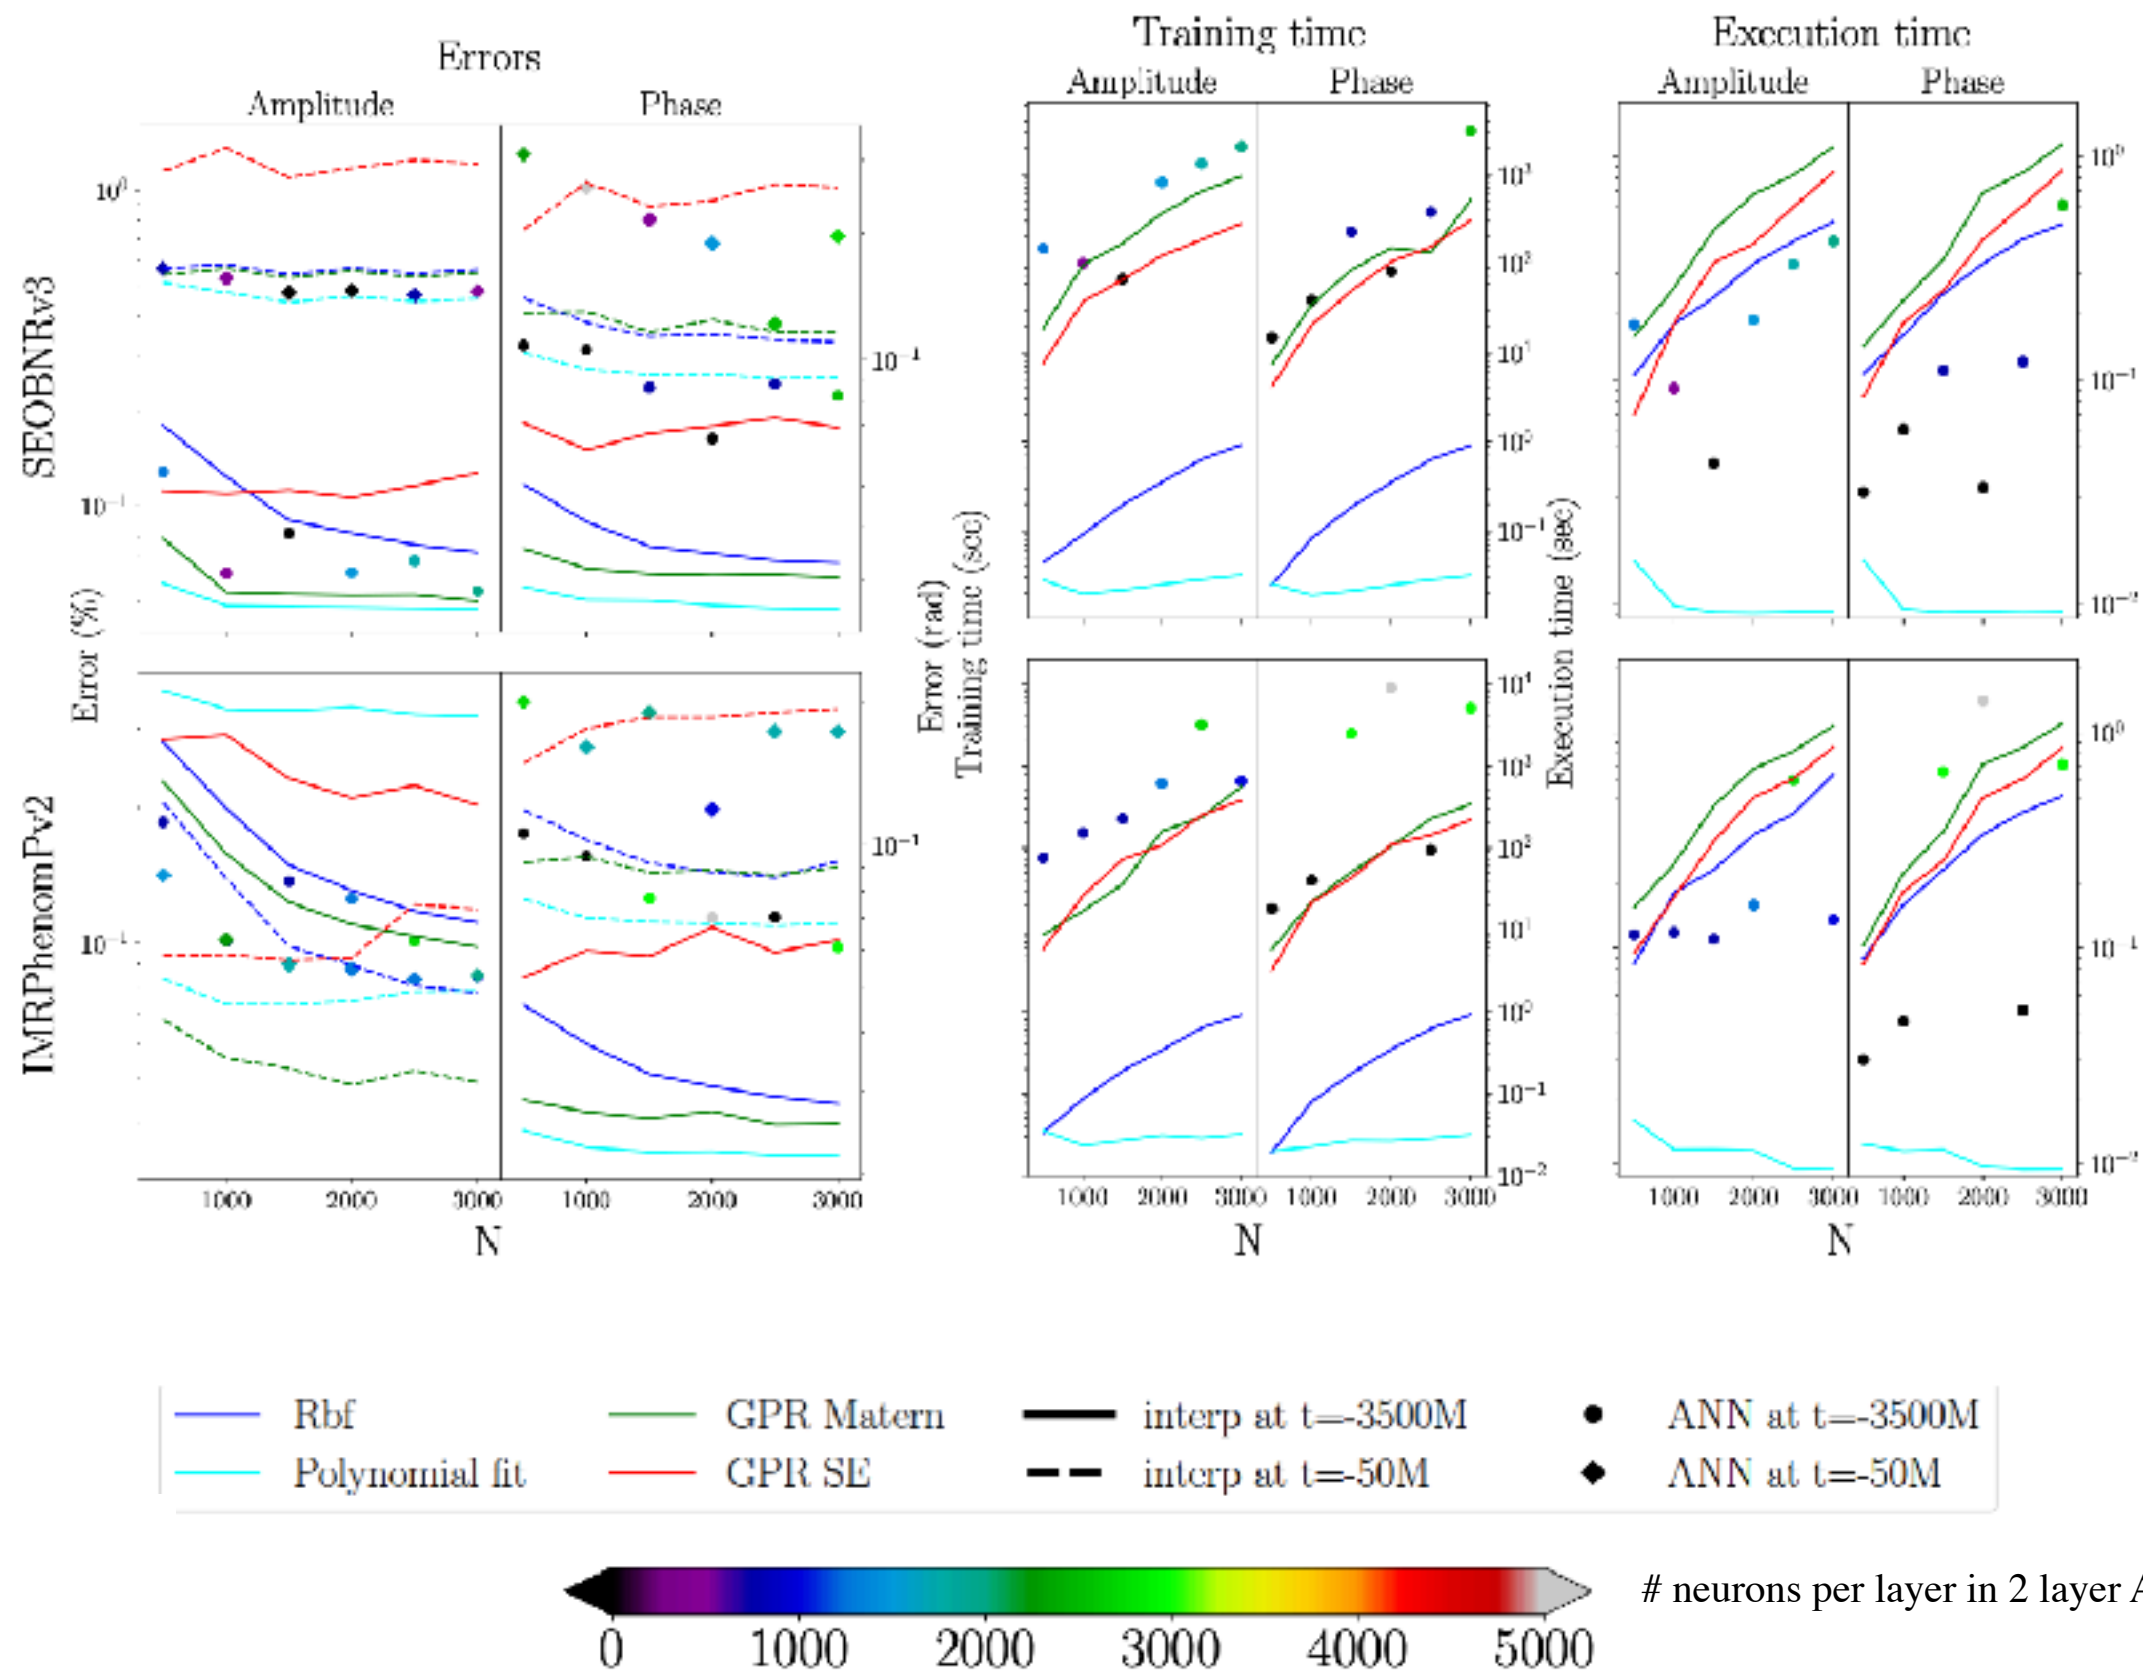 Errors
Training time
Execution time
Amplitude Phase
Amplitude Phase
Amplitude Phase
SEOBNRv3
10⁰
10⁻¹
10⁻¹
10³
10²
10¹
10⁰
10⁻¹
10⁰
10⁻¹
10⁻²
Error (%)
Error (rad)
Training time (sec)
Execution time (sec)
IMRPhenomPv2
10⁻¹
10⁻¹
10⁴
10³
10²
10¹
10⁰
10⁻¹
10⁻²
10⁰
10⁻¹
10⁻²
1000 2000 3000 1000 2000 3000
1000 2000 3000 1000 2000 3000
1000 2000 3000 1000 2000 3000
N
N
N
Rbf GPR Matern interp at t=-3500M ANN at t=-3500M
Polynomial fit GPR SE interp at t=-50M ANN at t=-50M
# neurons per layer in 2 layer A
0 1000 2000 3000 4000 5000